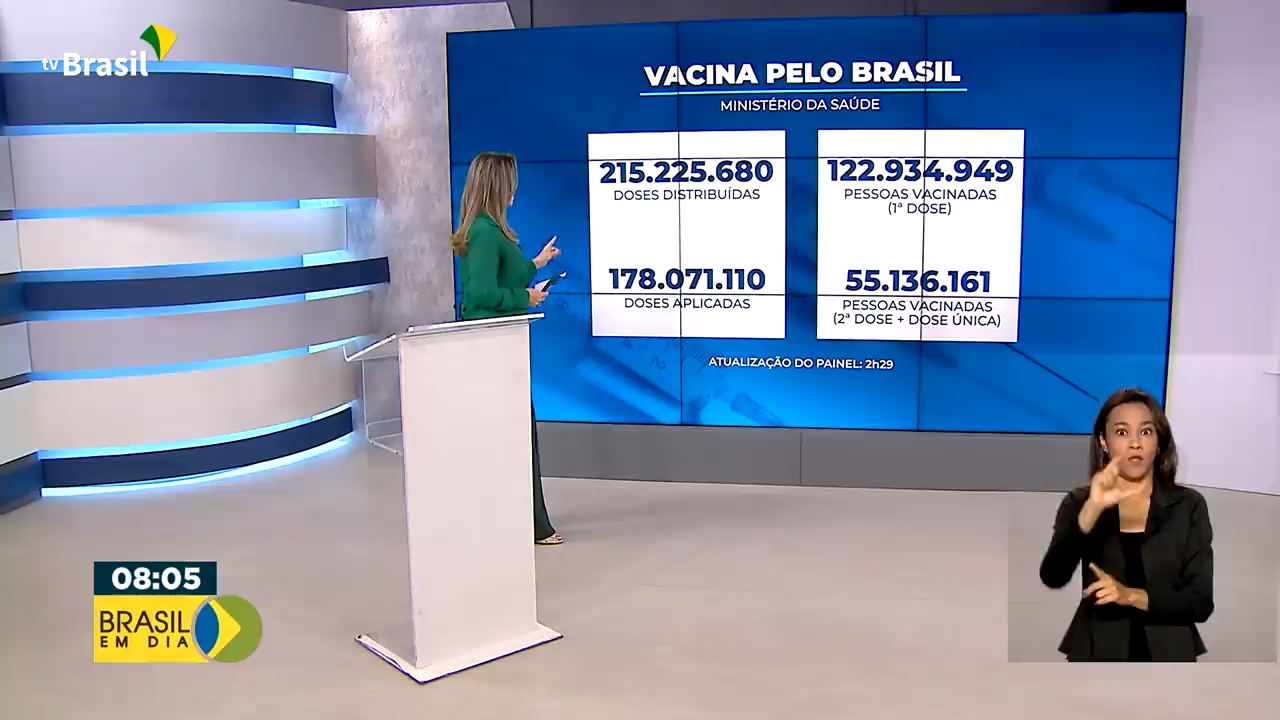 tv Brasil
VACINA PELO BRASIL
MINISTÉRIO DA SAÚDE
215.225.680
DOSES DISTRIBUÍDAS
178.071.110
DOSES APLICADAS
122.934.949
PESSOAS VACINADAS
(1ª DOSE)
55.136.161
PESSOAS VACINADAS
(2ª DOSE + DOSE ÚNICA)
ATUALIZAÇÃO DO PAINEL: 2h29
08:05
BRASIL
EM DIA